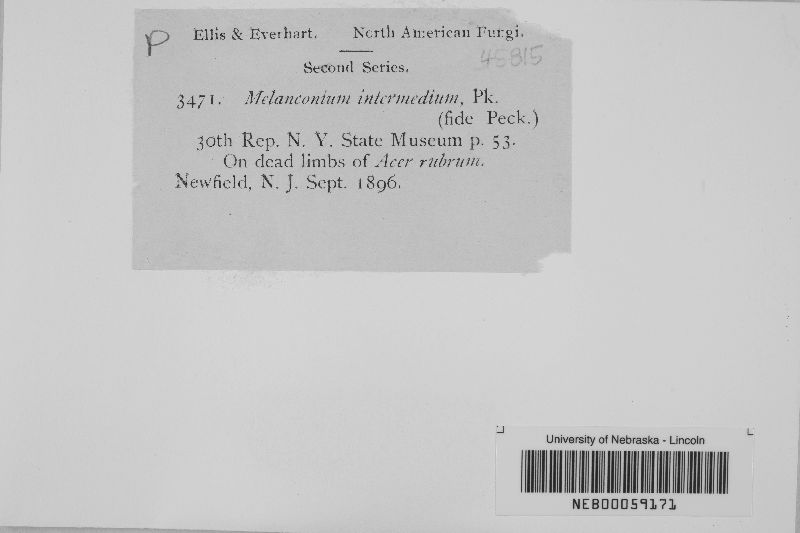 P
Ellis & Everhart. North American Fungi.
45815
Second Series.
3471. Melanconium intermedium, Pk.
(fide Peck.)
30th Rep. N. Y. State Museum p. 53.
On dead limbs of Acer rubrum.
Newfield, N. J. Sept. 1896.
University of Nebraska - Lincoln
NEB00059171